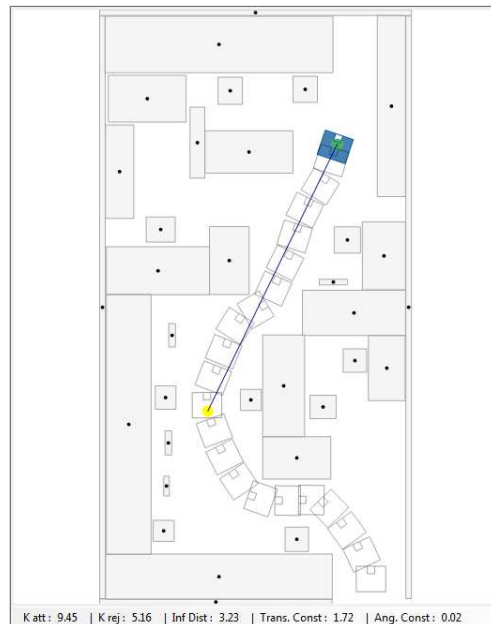 K att : 9.45 | K rej : 5.16 | Inf Dist : 3.23 | Trans. Const : 1.72 | Ang. Const : 0.02